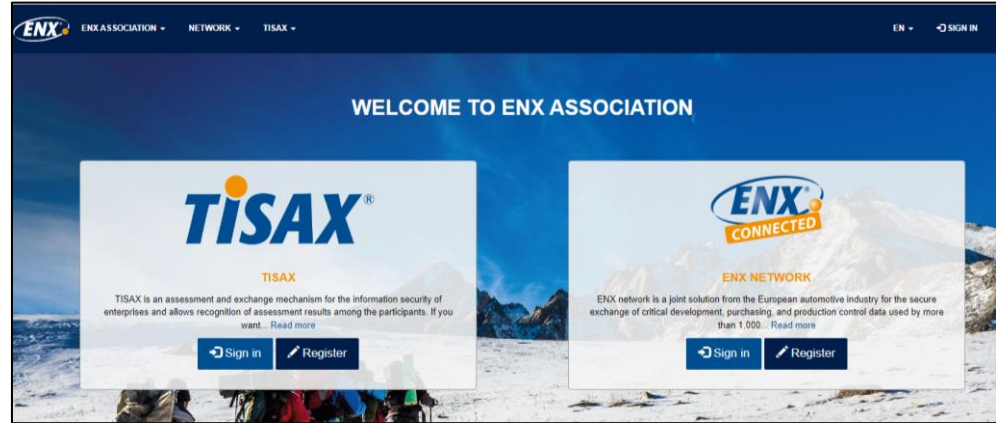 ENX ENX ASSOCIATION NETWORK TISAX EN SIGN IN
WELCOME TO ENX ASSOCIATION
TISAX®
TISAX
TISAX is an assessment and exchange mechanism for the information security of
enterprises and allows recognition of assessment results among the participants. If you
want... Read more
Sign in Register
ENX
CONNECTED
ENX NETWORK
ENX network is a joint solution from the European automotive industry for the secure
exchange of critical development, purchasing, and production control data used by more
than 1,000... Read more
Sign in Register